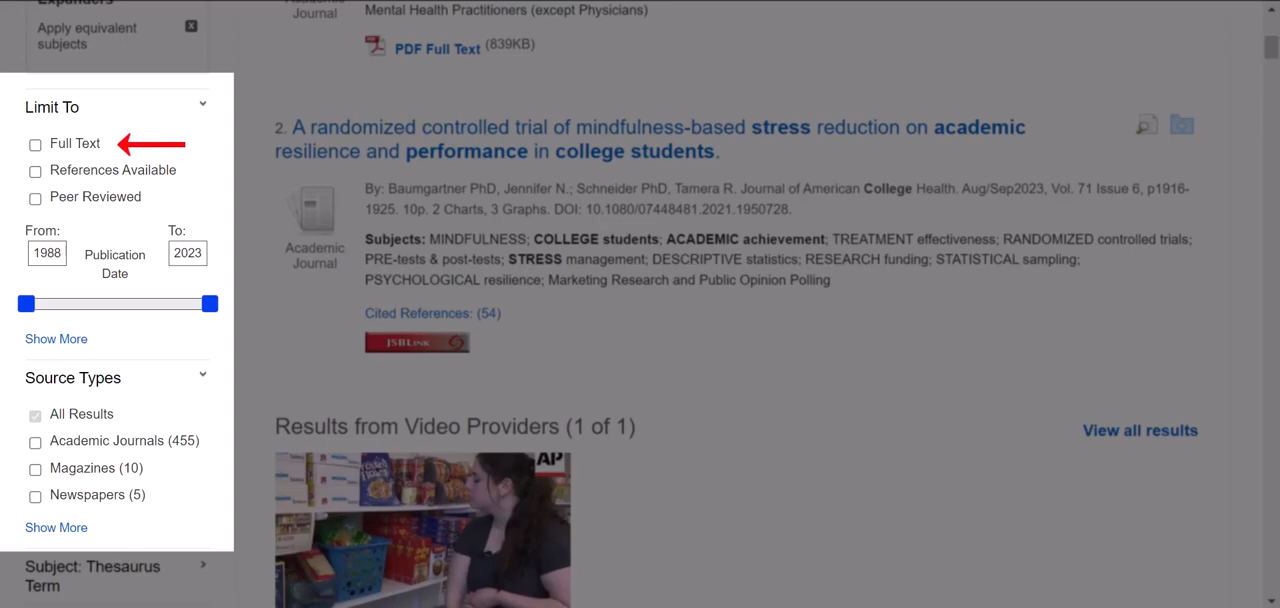 Expanders
Apply equivalent
subjects
Limit To
Full Text
References Available
Peer Reviewed
From:
To:
1988
Publication
Date
2023
Show More
Source Types
All Results
Academic Journals (455)
Magazines (10)
Newspapers (5)
Show More
Subject: Thesaurus
Term
Academic
Journal
Mental Health Practitioners (except Physicians)
PDF Full Text (839KB)
2. A randomized controlled trial of mindfulness-based stress reduction on academic
resilience and performance in college students.
By: Baumgartner PhD, Jennifer N.; Schneider PhD, Tamera R. Journal of American College Health. Aug/Sep2023, Vol. 71 Issue 6, p1916-
1925. 10p. 2 Charts, 3 Graphs. DOI: 10.1080/07448481.2021.1950728.
Academic
Journal
Subjects: MINDFULNESS; COLLEGE students; ACADEMIC achievement; TREATMENT effectiveness; RANDOMIZED controlled trials;
PRE-tests & post-tests; STRESS management; DESCRIPTIVE statistics; RESEARCH funding; STATISTICAL sampling;
PSYCHOLOGICAL resilience; Marketing Research and Public Opinion Polling
Cited References: (54)
JSBLINK
Results from Video Providers (1 of 1)
View all results
AP